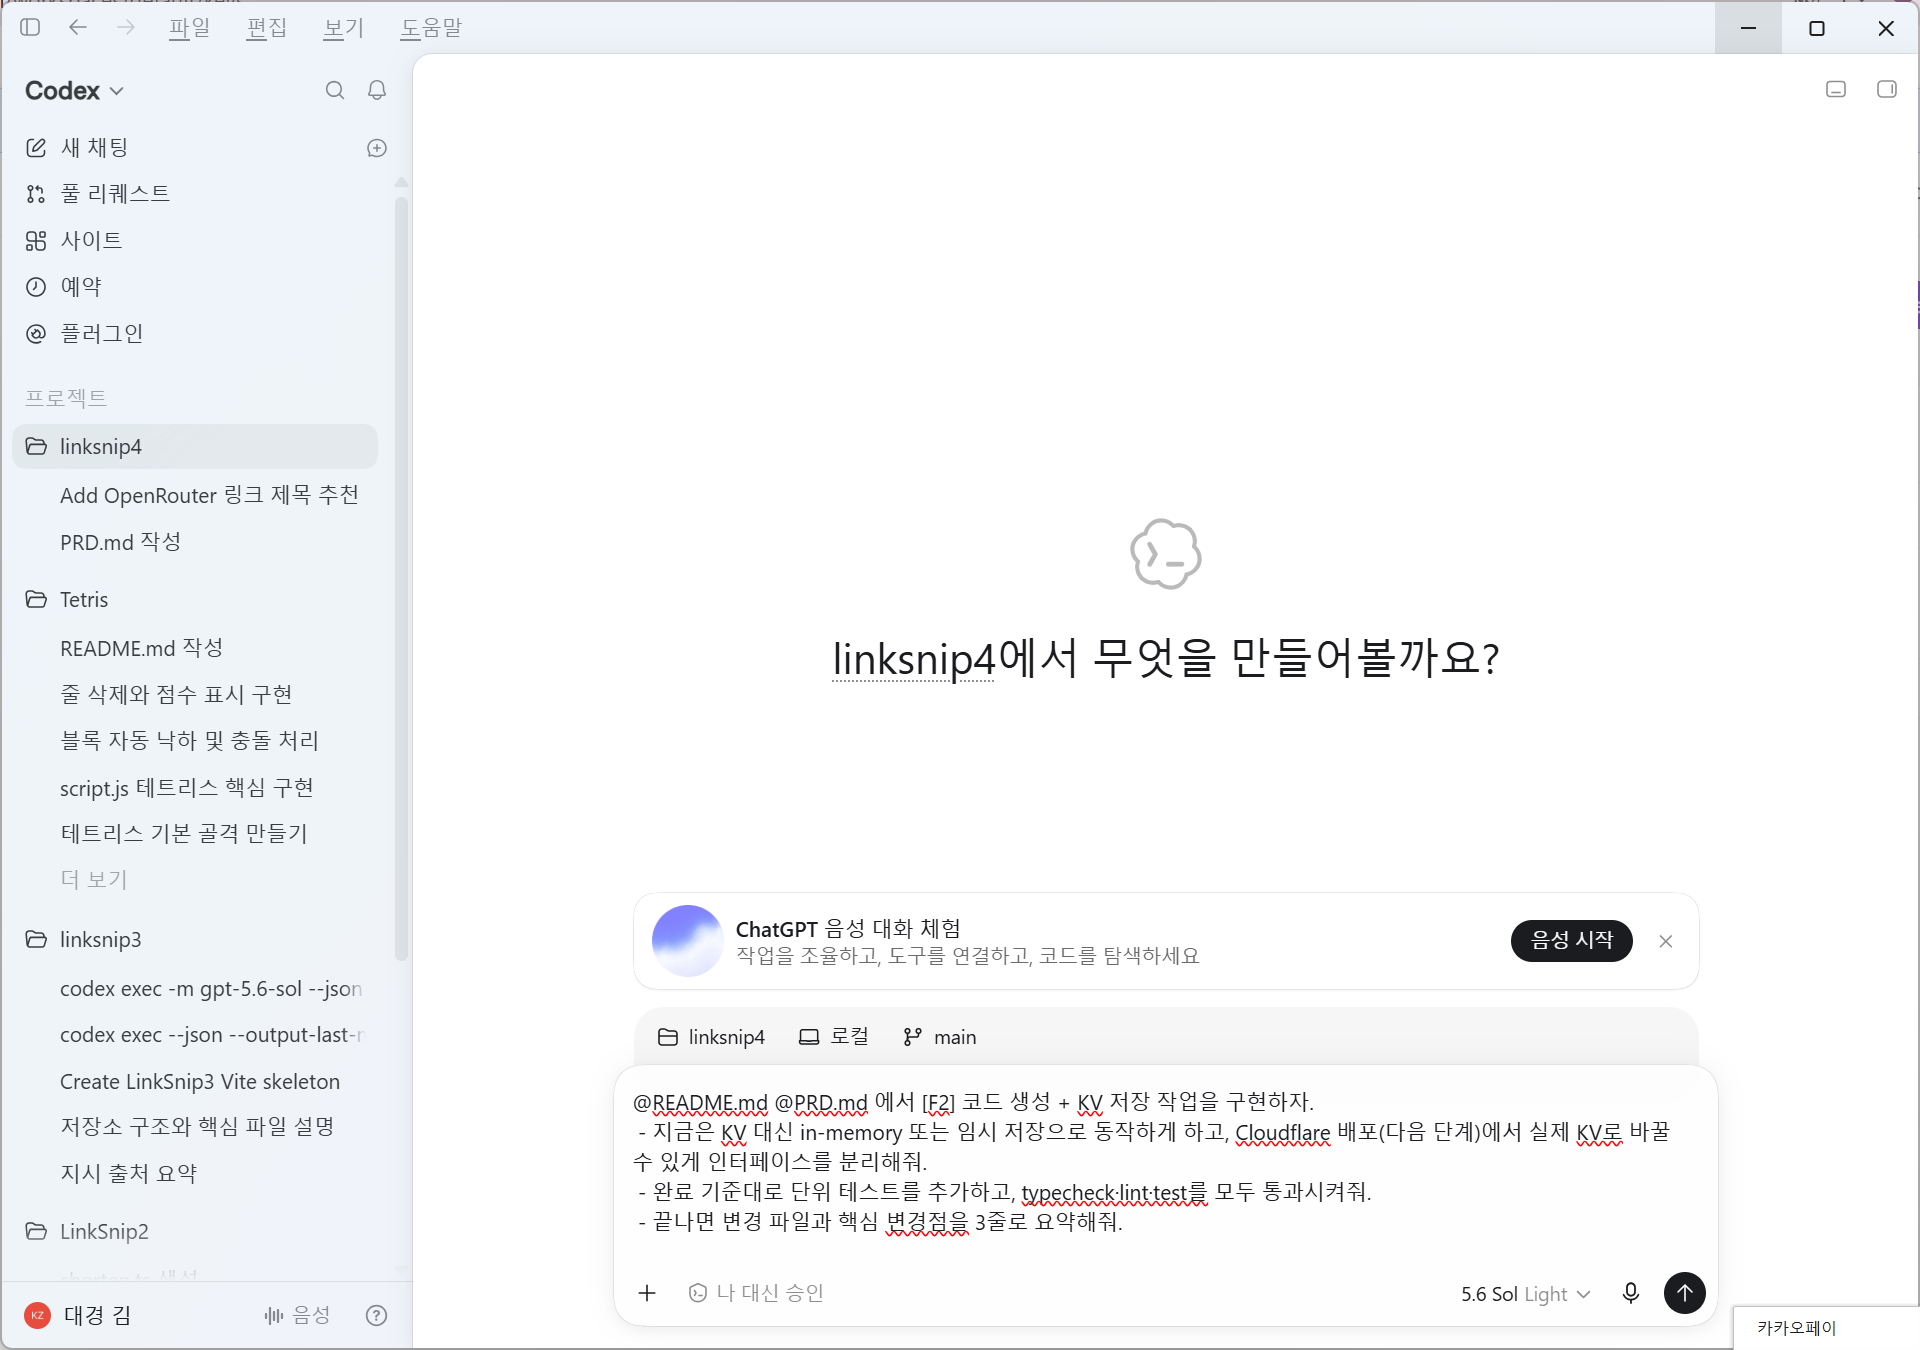 파일 편집 보기 도움말
Codex
새 채팅
풀 리퀘스트
사이트
예약
플러그인
프로젝트
linksnip4
Add OpenRouter 링크 제목 추천
PRD.md 작성
Tetris
README.md 작성
줄 삭제와 점수 표시 구현
블록 자동 낙하 및 충돌 처리
script.js 테트리스 핵심 구현
테트리스 기본 골격 만들기
더 보기
linksnip3
codex exec -m gpt-5.6-sol --json
codex exec --json --output-last-
Create LinkSnip3 Vite skeleton
저장소 구조와 핵심 파일 설명
지시 출처 요약
LinkSnip2
KZ 대경 김 음성
linksnip4에서 무엇을 만들어볼까요?
ChatGPT 음성 대화 체험
작업을 조율하고, 도구를 연결하고, 코드를 탐색하세요
음성 시작
linksnip4 로컬 main
@README.md @PRD.md 에서 [F2] 코드 생성 + KV 저장 작업을 구현하자.
- 지금은 KV 대신 in-memory 또는 임시 저장으로 동작하게 하고, Cloudflare 배포(다음 단계)에서 실제 KV로 바꿀
수 있게 인터페이스를 분리해줘.
- 완료 기준대로 단위 테스트를 추가하고, typecheck·lint·test를 모두 통과시켜줘.
- 끝나면 변경 파일과 핵심 변경점을 3줄로 요약해줘.
나 대신 승인
5.6 Sol Light
카카오페이